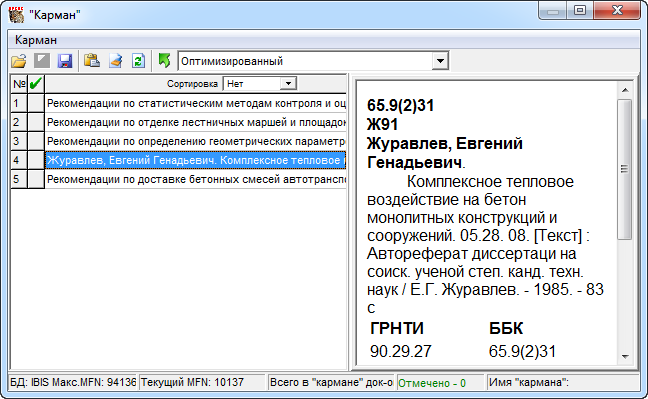 "Карман"
Карман
Оптимизированный
№ Сортировка Нет
1 Рекомендации по статистическим методам контроля и оц
2 Рекомендации по отделке лестничных маршей и площадок
3 Рекомендации по определению геометрических параметро
4 Журавлев, Евгений Генадьевич. Комплексное тепловое
5 Рекомендации по доставке бетонных смесей автотранспо
65.9(2)31
Ж91
Журавлев, Евгений
Генадьевич.
Комплексное тепловое
воздействие на бетон
монолитных конструкций и
сооружений. 05.28. 08. [Текст] :
Автореферат диссертаци на
соиск. ученой степ. канд. техн.
наук / Е.Г. Журавлев. - 1985. - 83
с
ГРНТИ ББК
90.29.27 65.9(2)31
БД: IBIS Макс.MFN: 94136 Текущий MFN: 10137 Всего в "кармане" док-о Отмечено - 0 Имя "кармана":